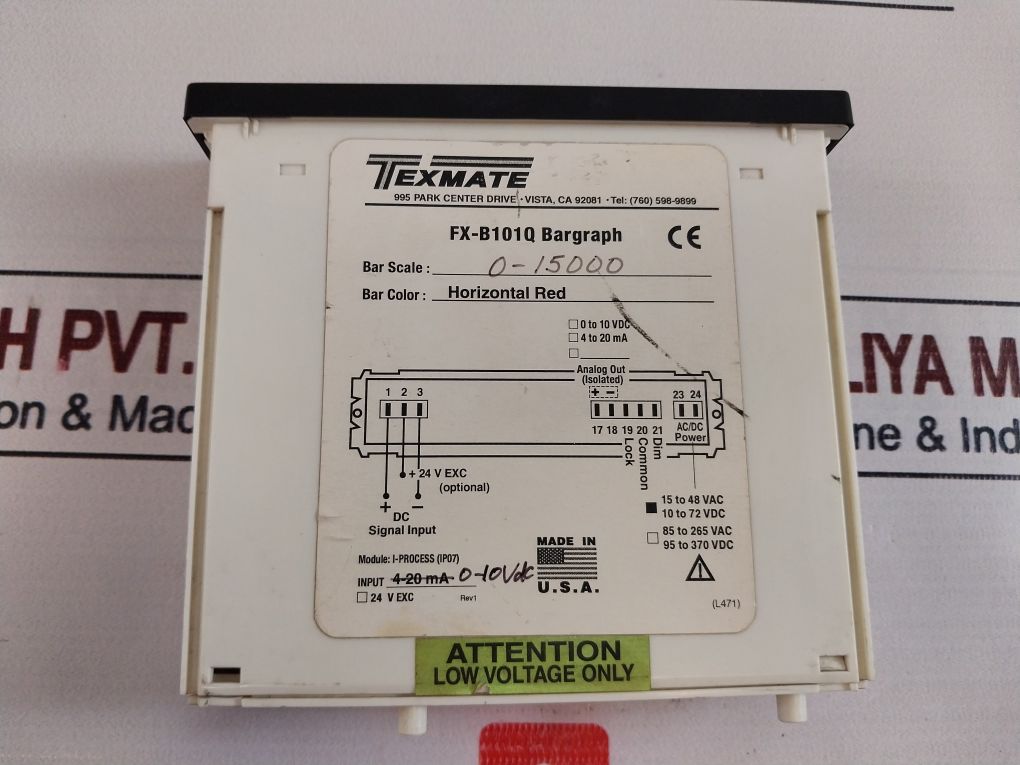 TEXMATE
995 PARK CENTER DRIVE · VISTA, CA 92081 · Tel: (760) 598-9899
FX-B101Q Bargraph CE
Bar Scale : 0-15000
Bar Color : Horizontal Red
0 to 10 VDC
4 to 20 mA
Analog Out
(Isolated)
1 2 3
+ -
23 24
17 18 19 20 21
AC/DC
Power
Lock
Common
Dim
+ 24 V EXC
(optional)
+ -
DC
Signal Input
15 to 48 VAC
10 to 72 VDC
85 to 265 VAC
95 to 370 VDC
MADE IN
U.S.A.
Module: I-PROCESS (IP07)
INPUT 4-20 mA 0-10Vdc
24 V EXC
Rev1
(L471)
ATTENTION
LOW VOLTAGE ONLY
H PVT.
on & Mac
LIYA M
ne & Ind